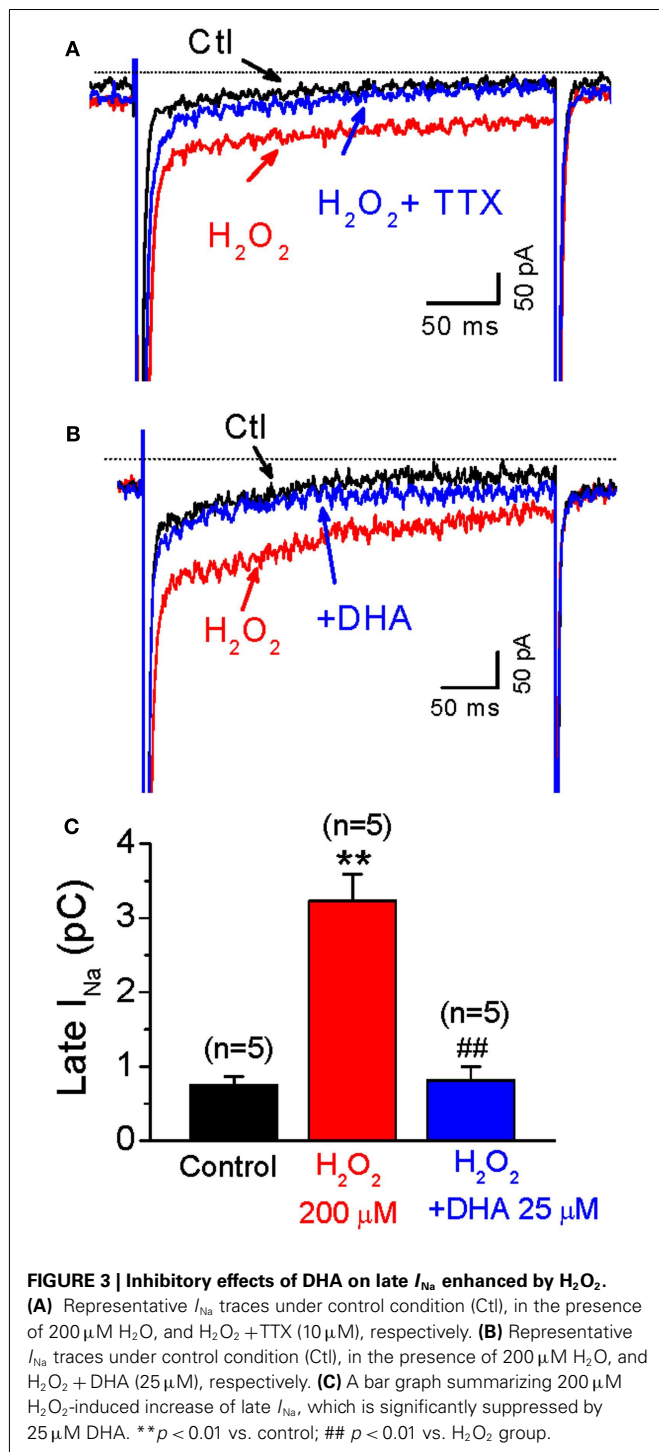 A
Ctl
H₂O₂+ TTX
H₂O₂
50 pA
50 ms
B
Ctl
H₂O₂
+DHA
50 pA
50 ms
C
(n=5)
**
4
3
2
1
0
Late I_Na (pC)
(n=5)
(n=5)
##
Control
H₂O₂
200 µM
H₂O₂
+DHA 25 µM
FIGURE 3 | Inhibitory effects of DHA on late I_Na enhanced by H₂O₂.
(A) Representative I_Na traces under control condition (Ctl), in the presence
of 200 µM H₂O, and H₂O₂ + TTX (10 µM), respectively. (B) Representative
I_Na traces under control condition (Ctl), in the presence of 200 µM H₂O, and
H₂O₂ + DHA (25 µM), respectively. (C) A bar graph summarizing 200 µM
H₂O₂-induced increase of late I_Na, which is significantly suppressed by
25 µM DHA. **p < 0.01 vs. control; ## p < 0.01 vs. H₂O₂ group.